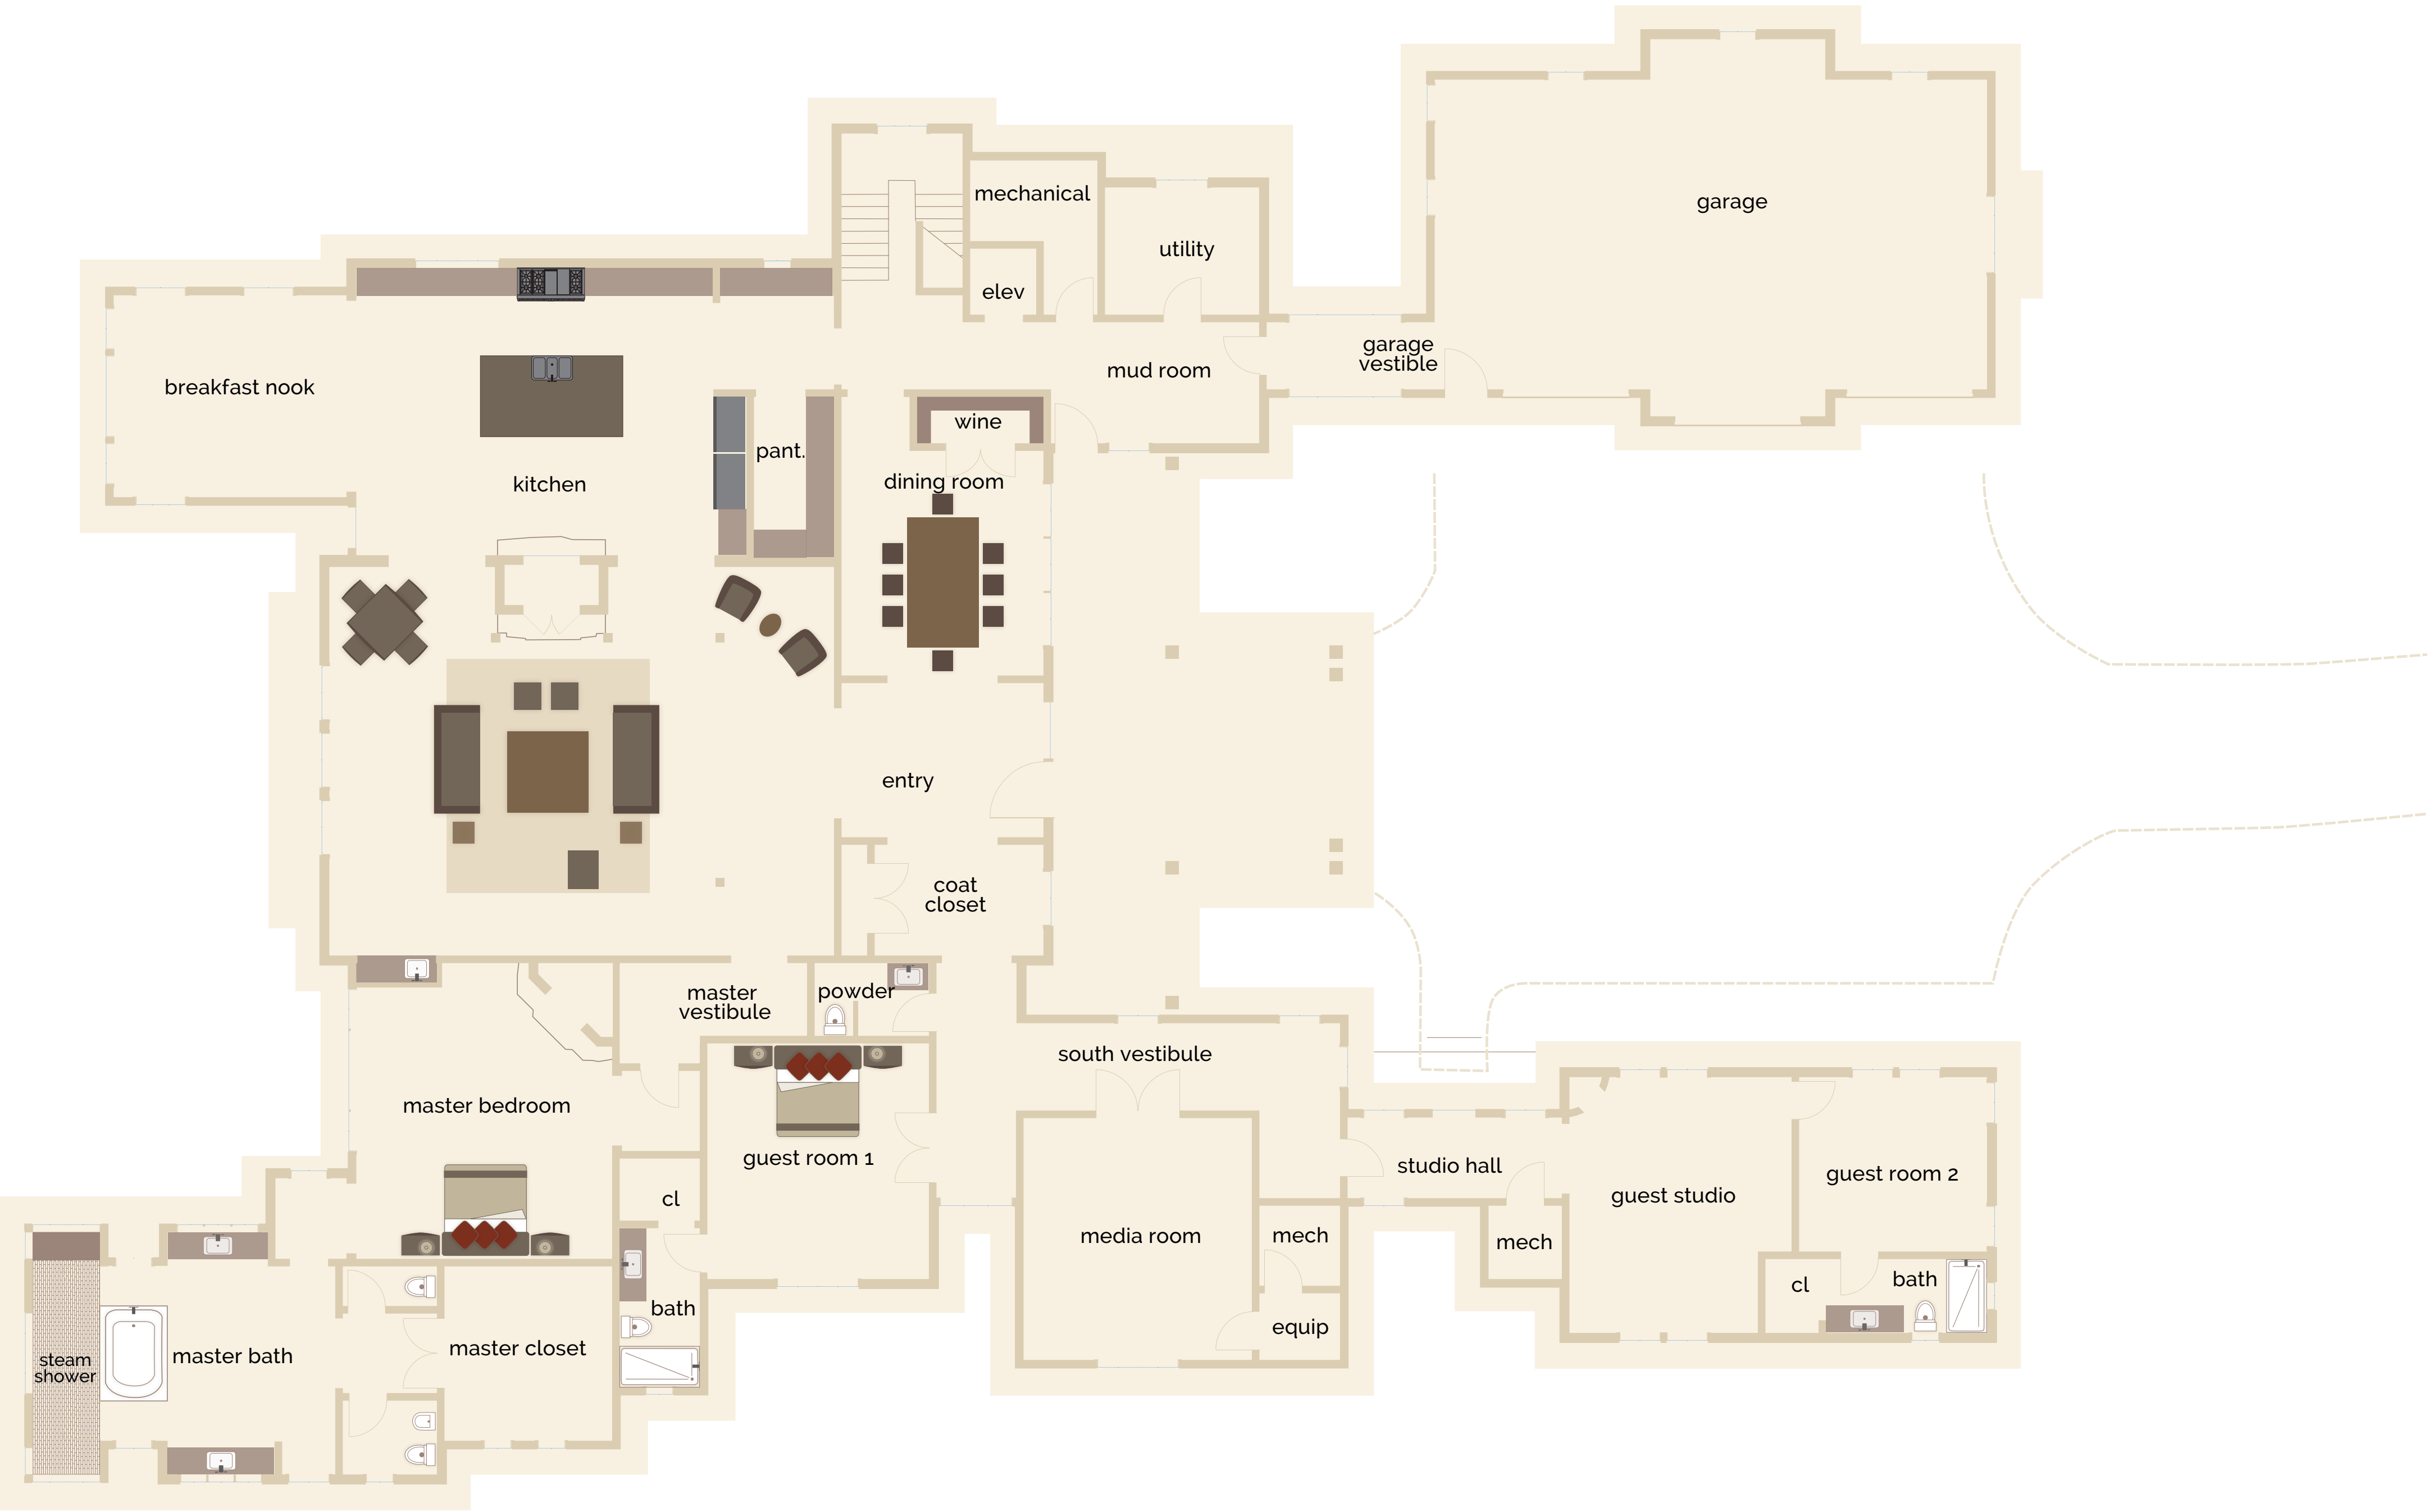 mechanical
garage
utility
elev
garage
vestible
mud room
breakfast nook
wine
pant.
kitchen
dining room
entry
coat
closet
master
vestibule
powder
south vestibule
master bedroom
guest room 1
studio hall
guest room 2
cl
guest studio
media room
mech
mech
bath
cl
bath
equip
master closet
master bath
steam
shower